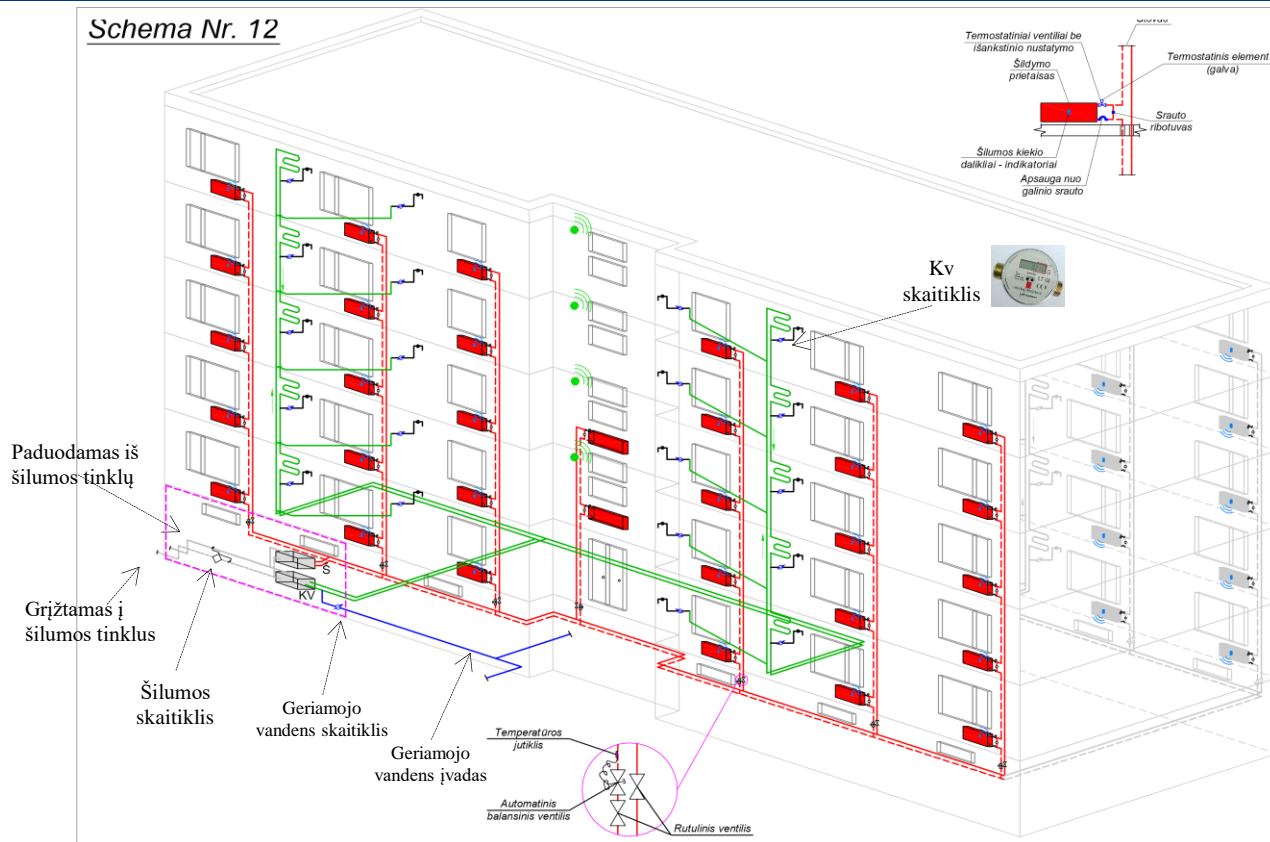 Schema Nr. 12
Termostatiniai ventiliai be
išankstinio nustatymo
Šildymo
prietaisas
Termostatinis element
(galva)
Srauto
ribotuvas
Šilumos kiekio
dalikliai - indikatoriai
Apsauga nuo
galinio srauto
Kv
skaitiklis
Paduodamas iš
šilumos tinklų
Grįžtamas į
šilumos tinklus
Š
KV
Šilumos
skaitiklis
Geriamojo
vandens skaitiklis
Geriamojo
vandens įvadas
Temperatūros
jutiklis
Automatinis
balansinis ventilis
Rutulinis ventilis